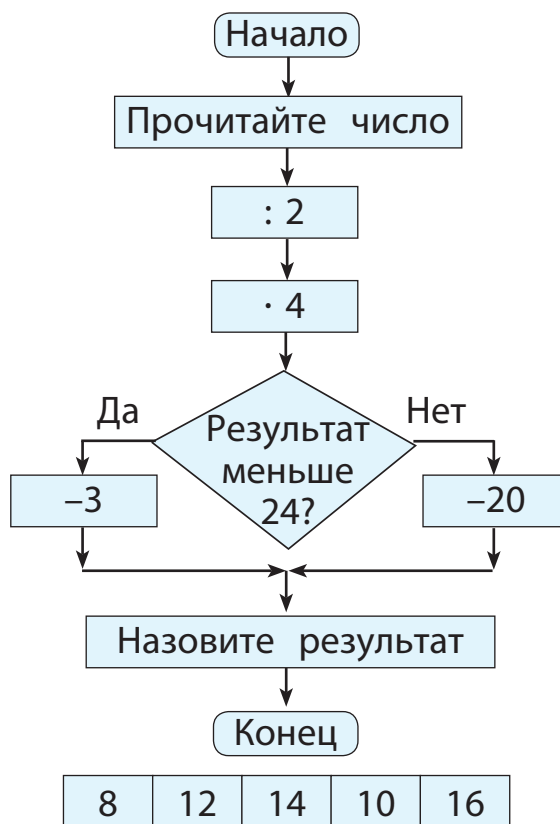 Начало
Прочитайте число
: 2
· 4
Да
Нет
Результат
меньше
24?
–3
–20
Назовите результат
Конец
8 12 14 10 16